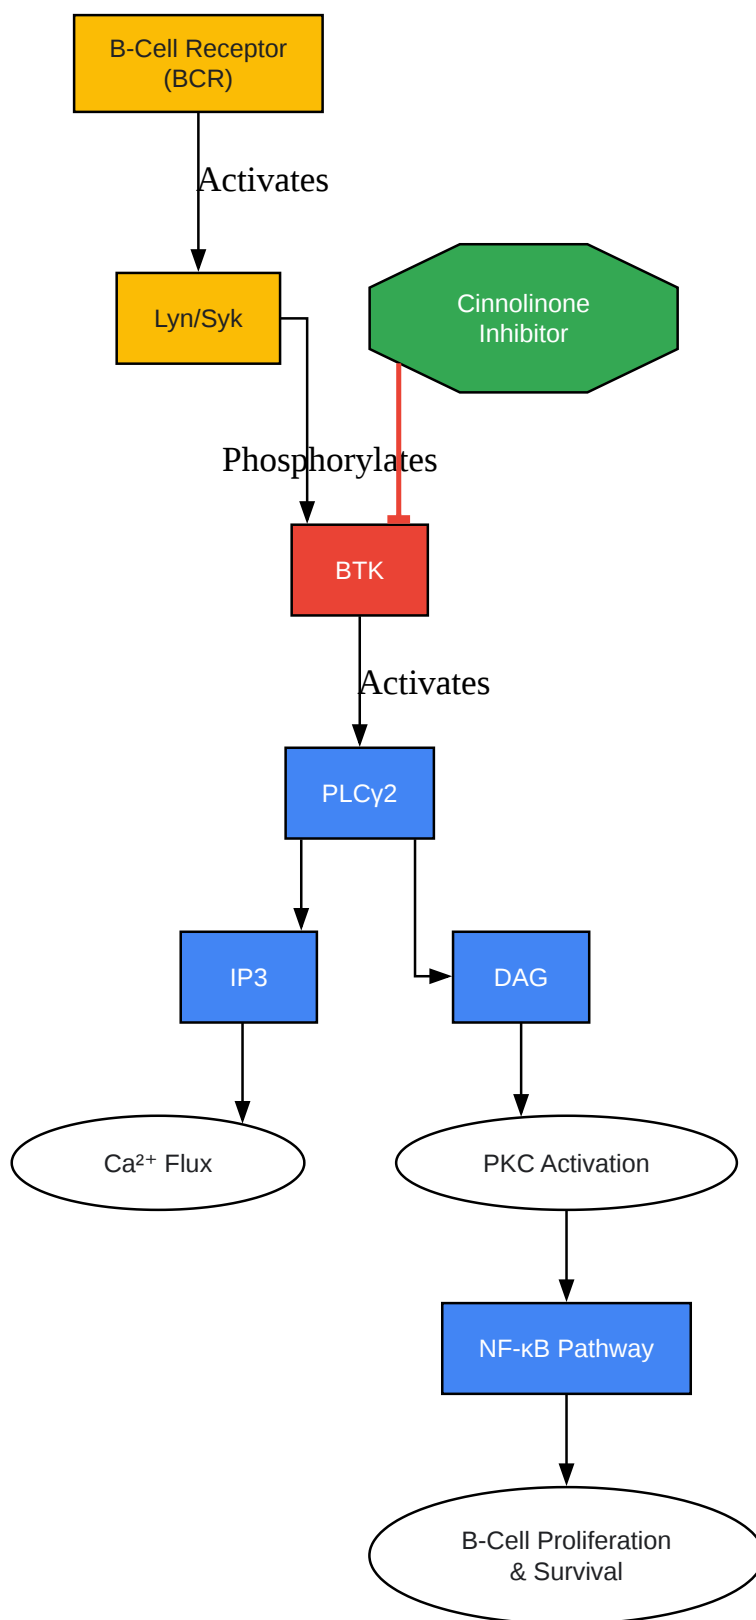 B-Cell Receptor
(BCR)
Activates
Lyn/Syk
Cinnolinone
Inhibitor
Phosphorylates
BTK
Activates
PLCγ2
IP3
DAG
Ca²⁺ Flux
PKC Activation
NF-κB Pathway
B-Cell Proliferation
& Survival